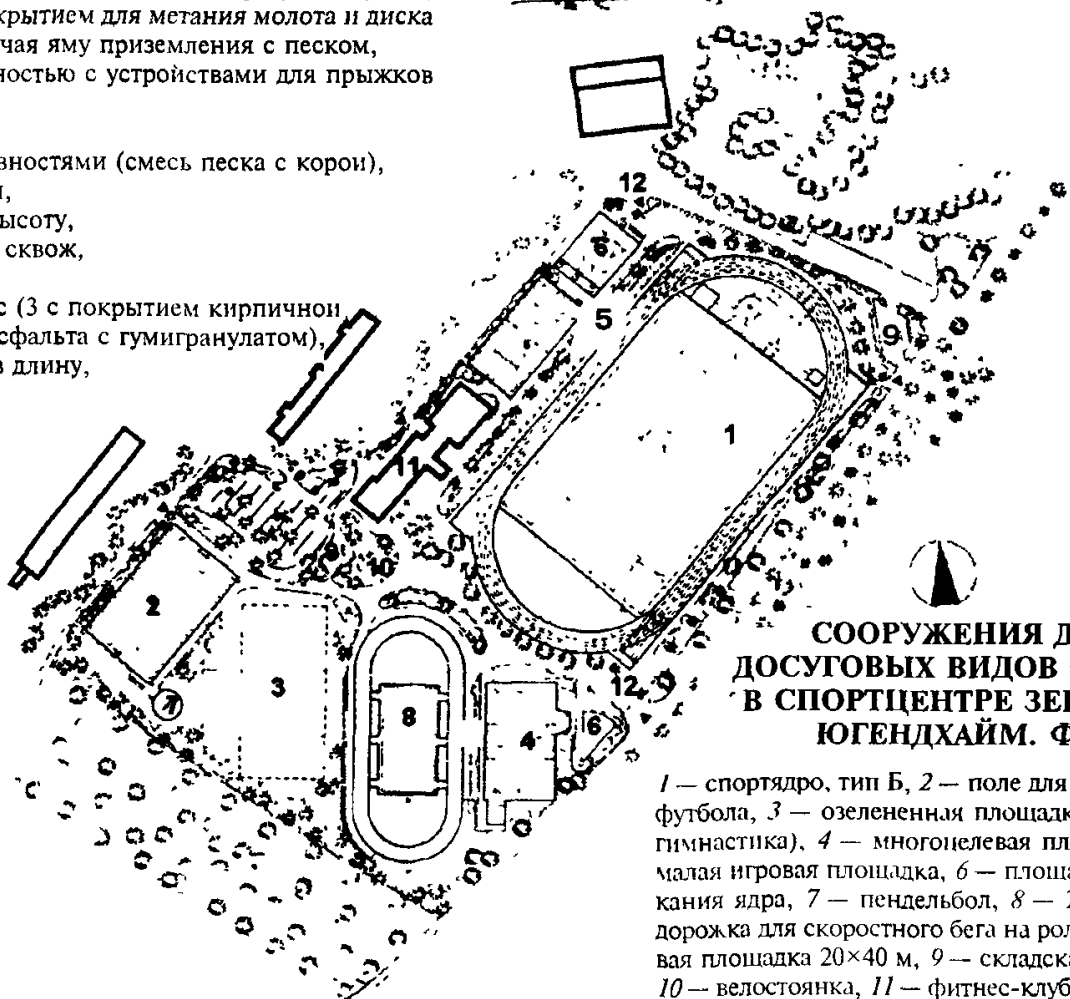 крытием для метания молота и диска
чая яму приземления с песком,
ностью с устройствами для прыжков
вностями (смесь песка с корой),
ысоту,
сквож,
с (3 с покрытием кирпичной
сфальта с гумигранулатом),
в длину,
12
6
5
9
1
11
10
2
3
8
4
12
6
СООРУЖЕНИЯ Д
ДОСУГОВЫХ ВИДОВ
В СПОРТЦЕНТРЕ ЗЕ
ЮГЕНДХАЙМ. Ф
1 — спортядро, тип Б, 2 — поле для
футбола, 3 — озелененная площадк
гимнастика), 4 — многоцелевая пл
малая игровая площадка, 6 — площа
кания ядра, 7 — пендельбол, 8 —
дорожка для скоростного бега на рол
вая площадка 20×40 м, 9 — складска
10 — велостоянка, 11 — фитнес-клуб